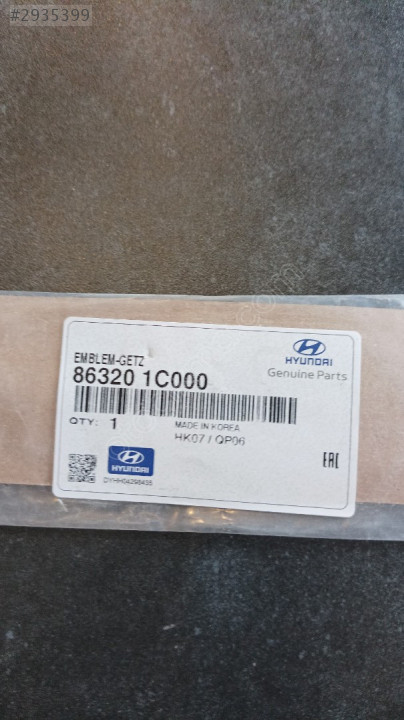 #2935399
EMBLEM-GETZ
86320 1C000
HYUNDAI
Genuine Parts
QTY: 1
MADE IN KOREA
HK07 / QP06
HYUNDAI
EAC